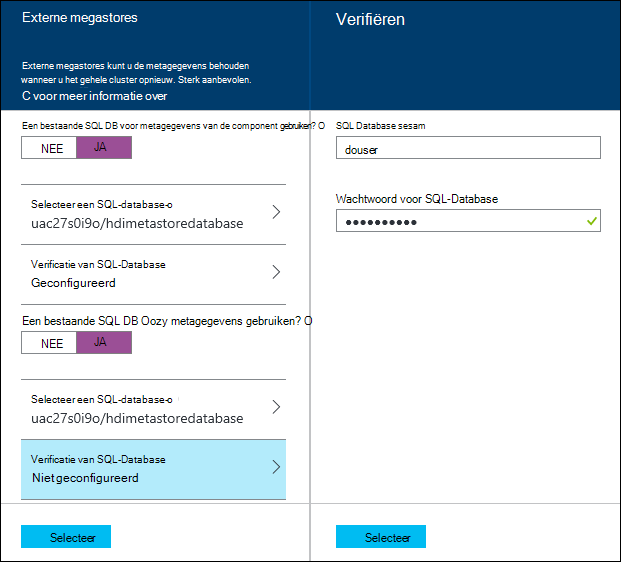 Externe megastores
Externe megastores kunt u de metagegevens behouden
wanneer u het gehele cluster opnieuw. Sterk aanbevolen.
C voor meer informatie over
Een bestaande SQL DB voor metagegevens van de component gebruiken? O
NEE
JA
Selecteer een SQL-database-o
uac27s0i9o/hdimetastoredatabase
Verificatie van SQL-Database
Geconfigureerd
Een bestaande SQL DB Oozy metagegevens gebruiken? O
NEE
JA
Selecteer een SQL-database-o
uac27s0i9o/hdimetastoredatabase
Verificatie van SQL-Database
Niet geconfigureerd
Selecteer
Verifiëren
SQL Database sesam
douser
Wachtwoord voor SQL-Database
●●●●●●●●●●
Selecteer